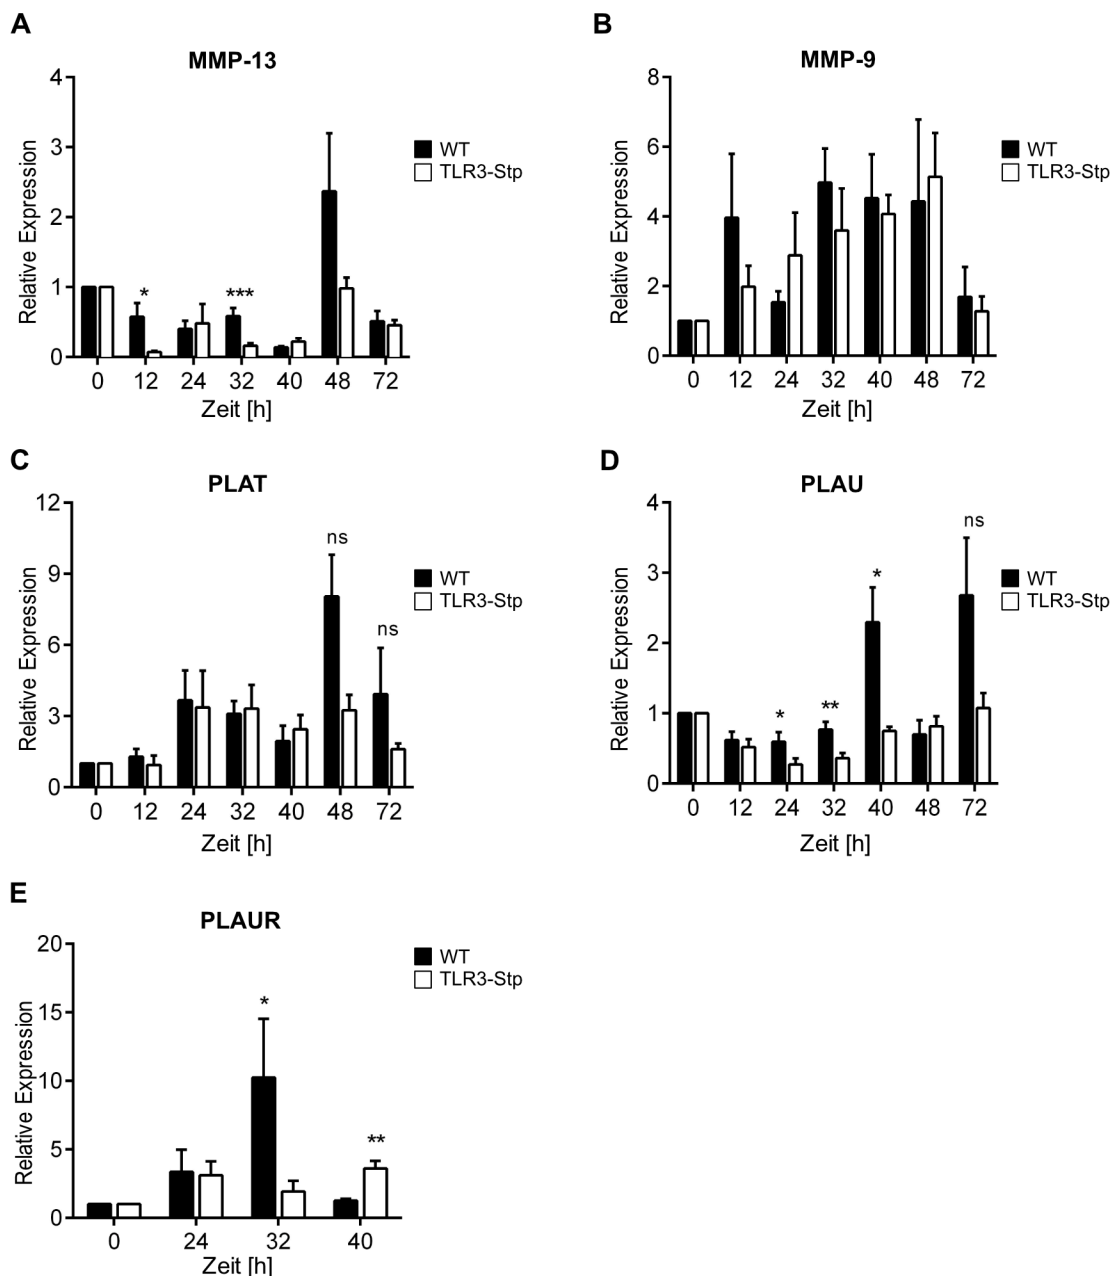 A
MMP-13
Relative Expression
4
3
2
1
0
* ***
0 12 24 32 40 48 72
Zeit [h]
WT
TLR3-Stp
B
MMP-9
Relative Expression
8
6
4
2
0
0 12 24 32 40 48 72
Zeit [h]
WT
TLR3-Stp
C
PLAT
Relative Expression
12
9
6
3
0
ns
ns
0 12 24 32 40 48 72
Zeit [h]
WT
TLR3-Stp
D
PLAU
Relative Expression
4
3
2
1
0
ns
*
**
*
0 12 24 32 40 48 72
Zeit [h]
WT
TLR3-Stp
E
PLAUR
Relative Expression
20
15
10
5
0
*
**
0 24 32 40
Zeit [h]
WT
TLR3-Stp